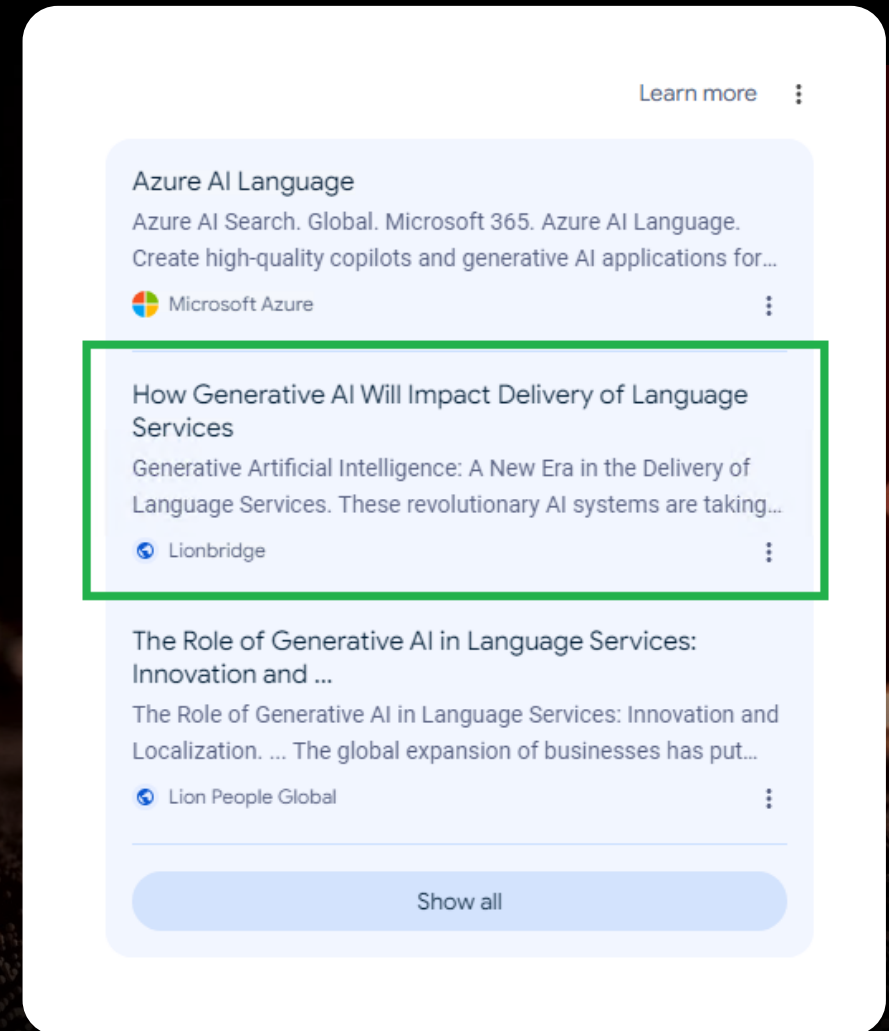 Learn more
Azure AI Language
Azure AI Search. Global. Microsoft 365. Azure AI Language.
Create high-quality copilots and generative AI applications for...
Microsoft Azure
How Generative AI Will Impact Delivery of Language
Services
Generative Artificial Intelligence: A New Era in the Delivery of
Language Services. These revolutionary AI systems are taking...
Lionbridge
The Role of Generative AI in Language Services:
Innovation and ...
The Role of Generative AI in Language Services: Innovation and
Localization. ... The global expansion of businesses has put...
Lion People Global
Show all